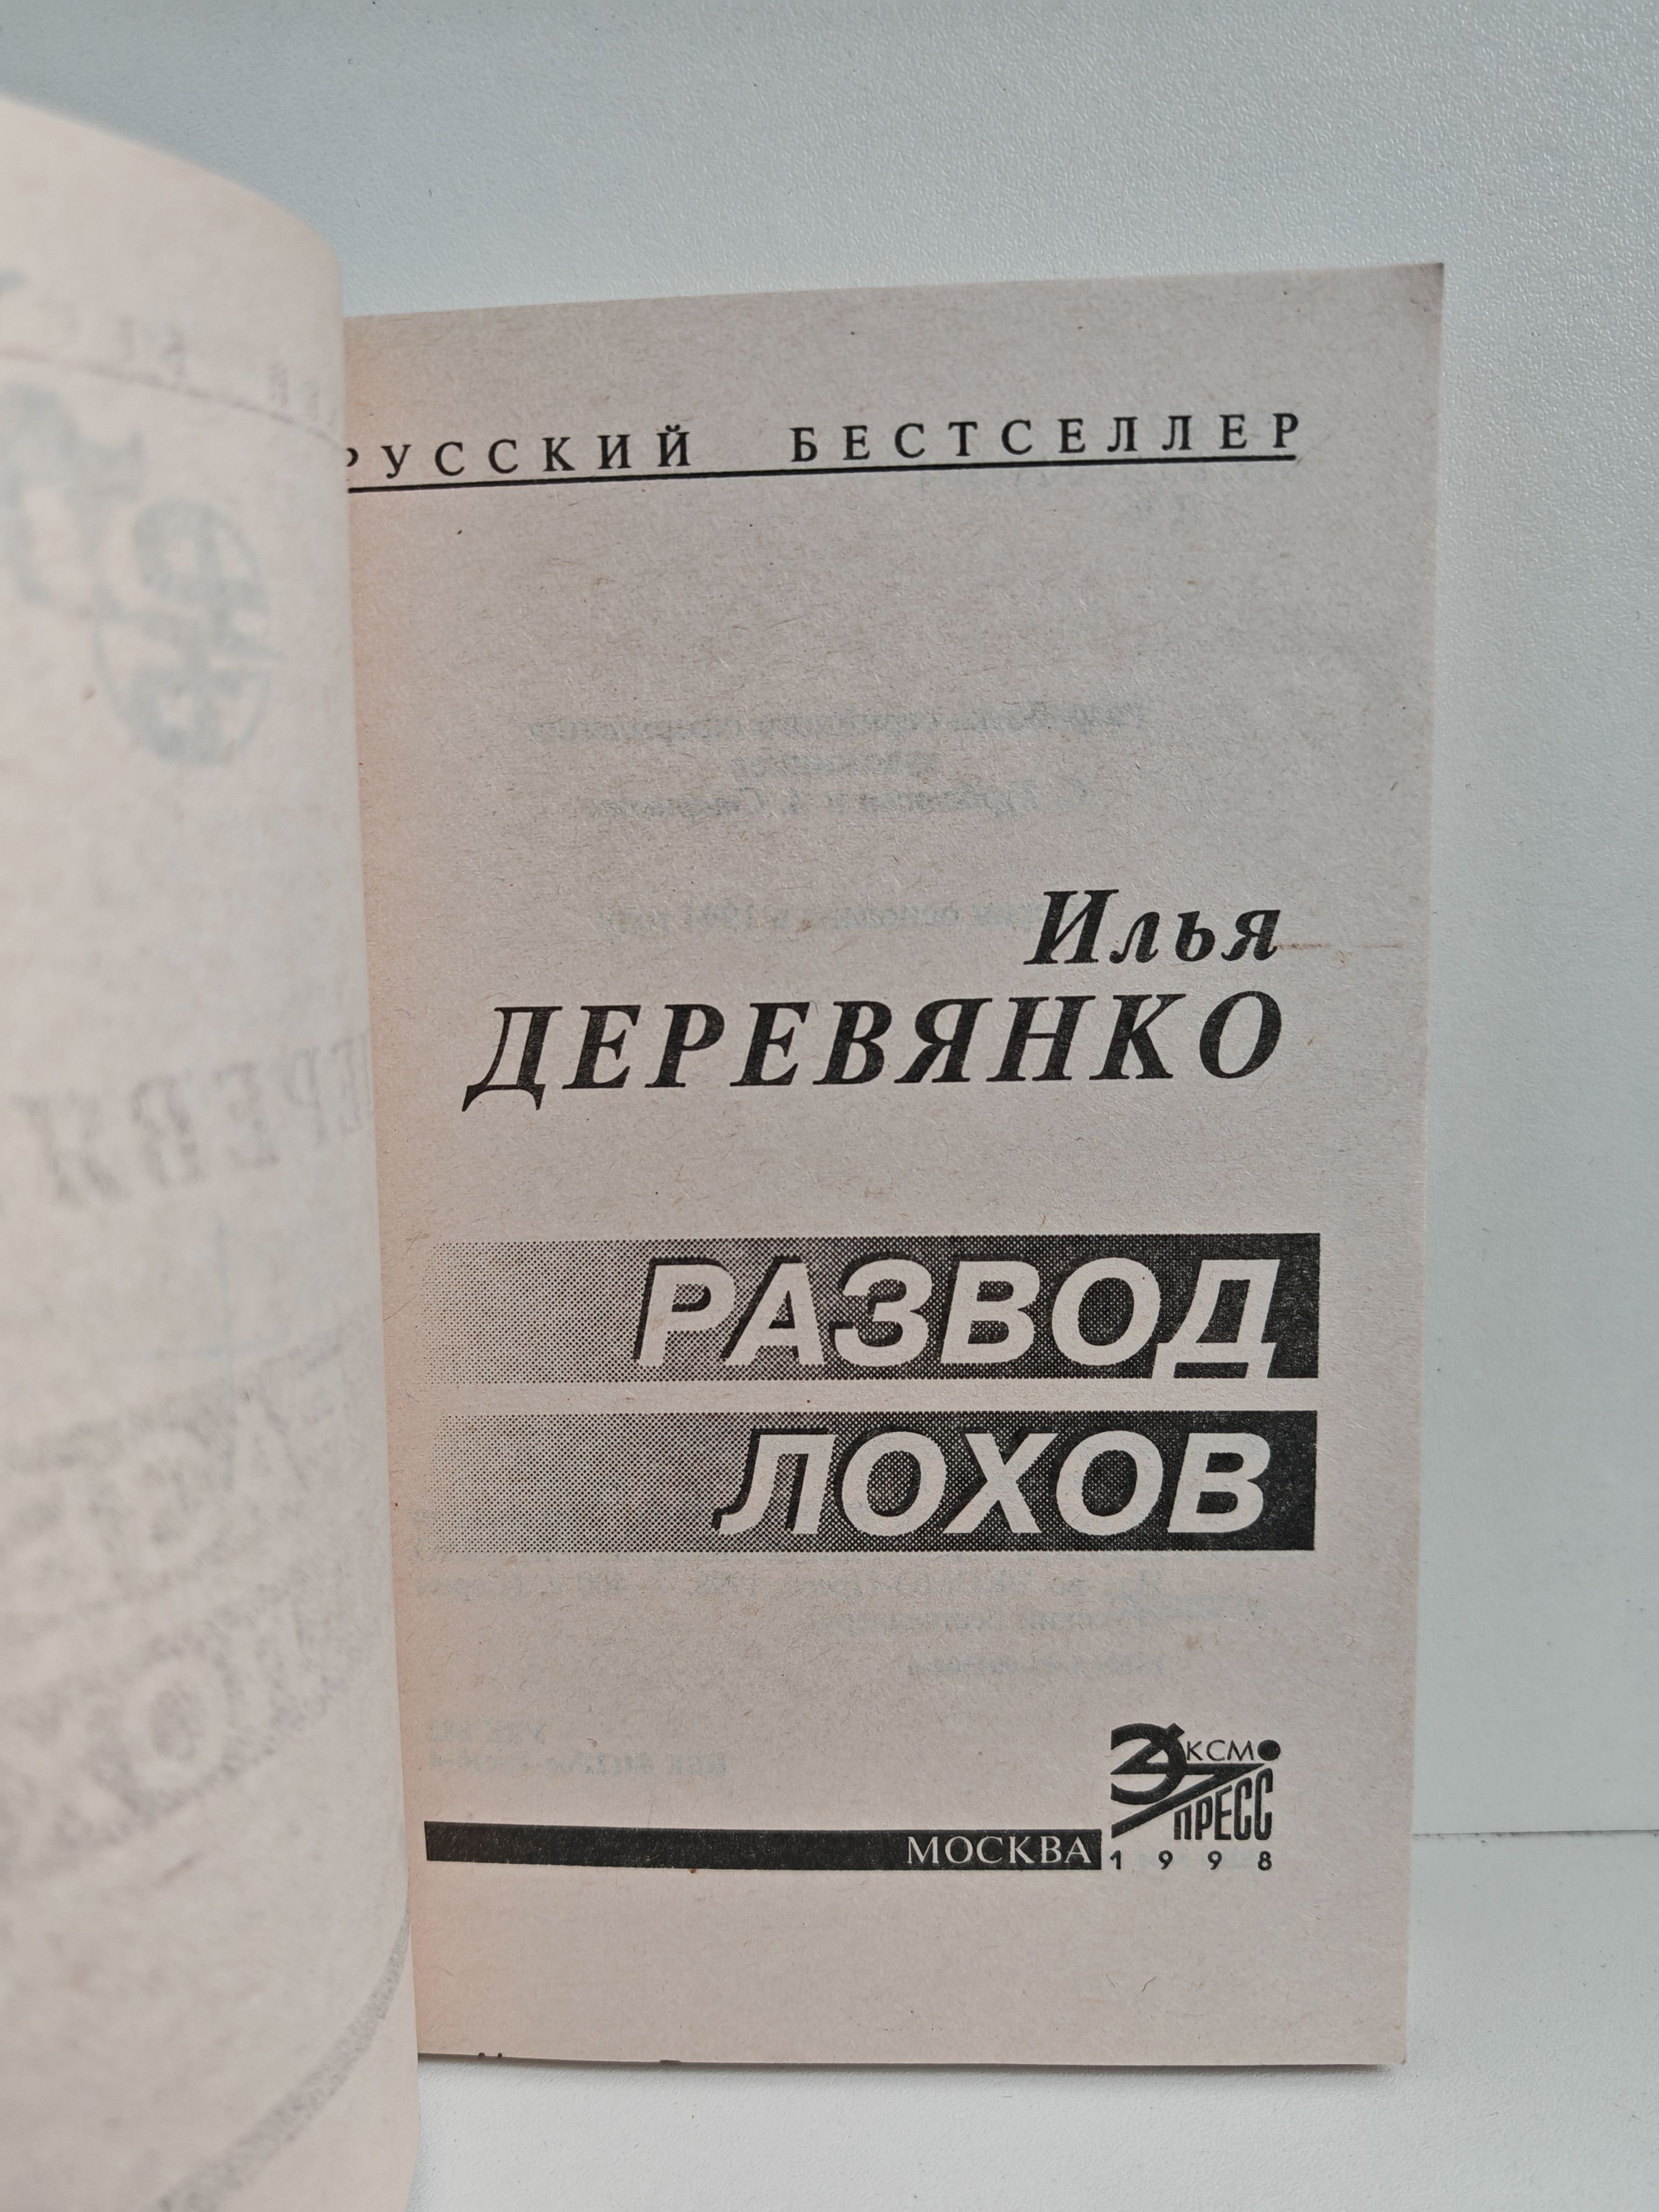 РУССКИЙ БЕСТСЕЛЛЕР
Илья
ДЕРЕВЯНКО
РАЗВОД
ЛОХОВ
ЭКСМО
ПРЕСС
МОСКВА
1998